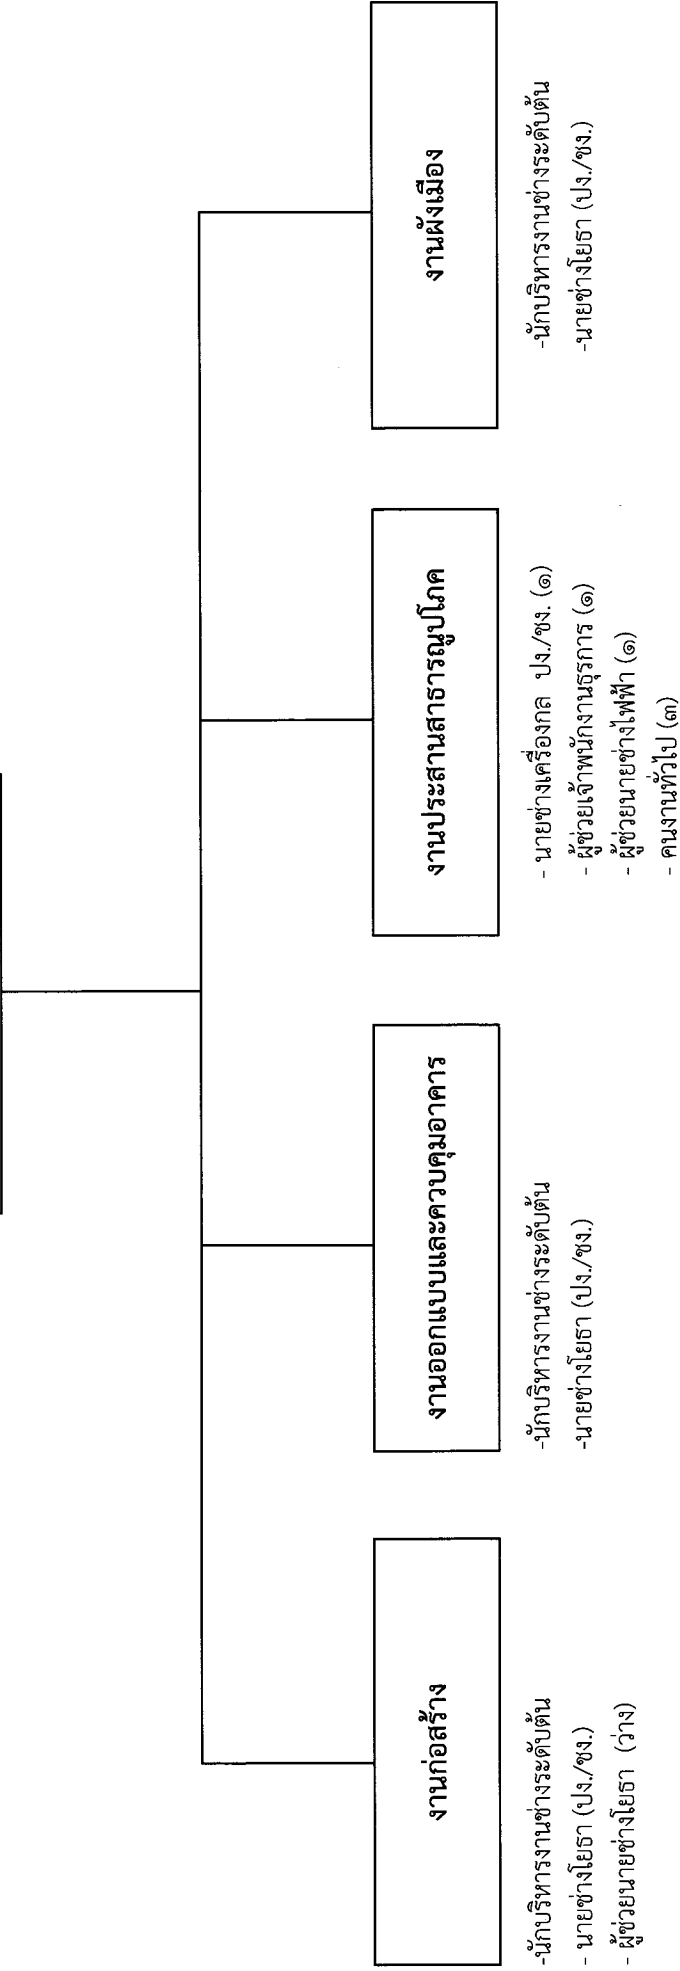 งานก่อสร้าง
-นักบริหารงานช่างระดับต้น
- นายช่างโยธา (ปง./ชง.)
- ผู้ช่วยนายช่างโยธา (ว่าง)
งานออกแบบและควบคุมอาคาร
-นักบริหารงานช่างระดับต้น
-นายช่างโยธา (ปง./ชง.)
งานประสานสาธารณูปโภค
- นายช่างเครื่องกล ปง./ชง. (๑)
- ผู้ช่วยเจ้าพนักงานธุรการ (๑)
- ผู้ช่วยนายช่างไฟฟ้า (๑)
- คนงานทั่วไป (๓)
งานผังเมือง
-นักบริหารงานช่างระดับต้น
-นายช่างโยธา (ปง./ชง.)